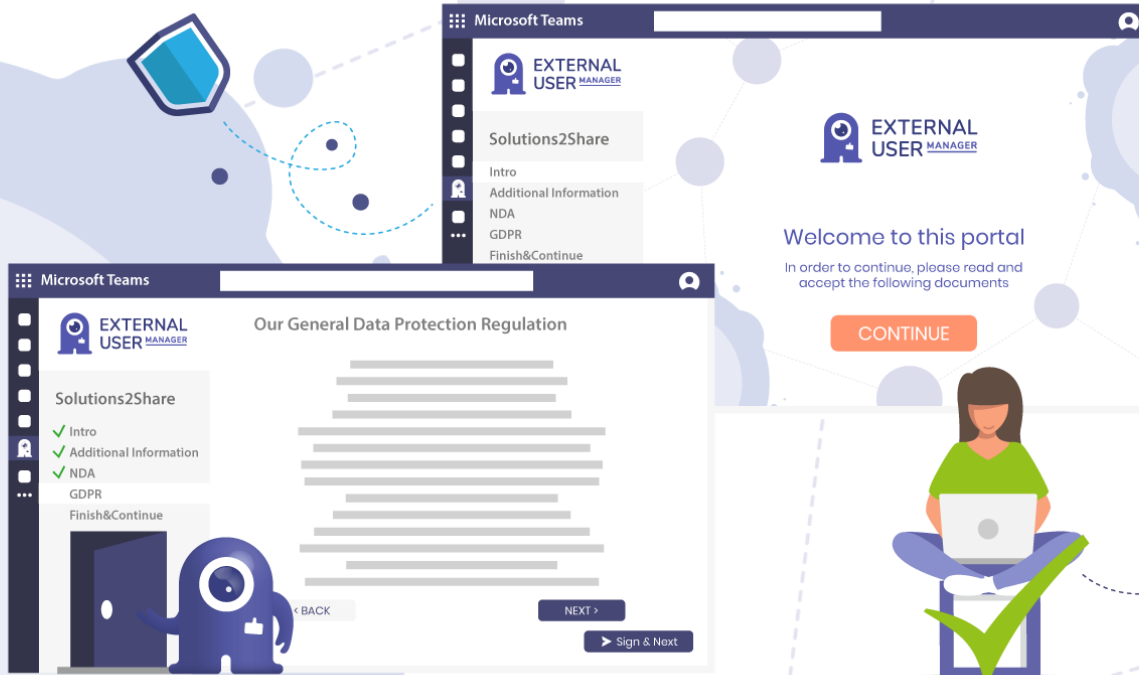 Microsoft Teams
EXTERNAL
USER MANAGER
Solutions2Share
Intro
Additional Information
NDA
GDPR
Finish&Continue
EXTERNAL
USER MANAGER
Welcome to this portal
In order to continue, please read and
accept the following documents
CONTINUE
Microsoft Teams
EXTERNAL
USER MANAGER
Solutions2Share
Intro
Additional Information
NDA
GDPR
Finish&Continue
Our General Data Protection Regulation
< BACK
NEXT >
Sign & Next